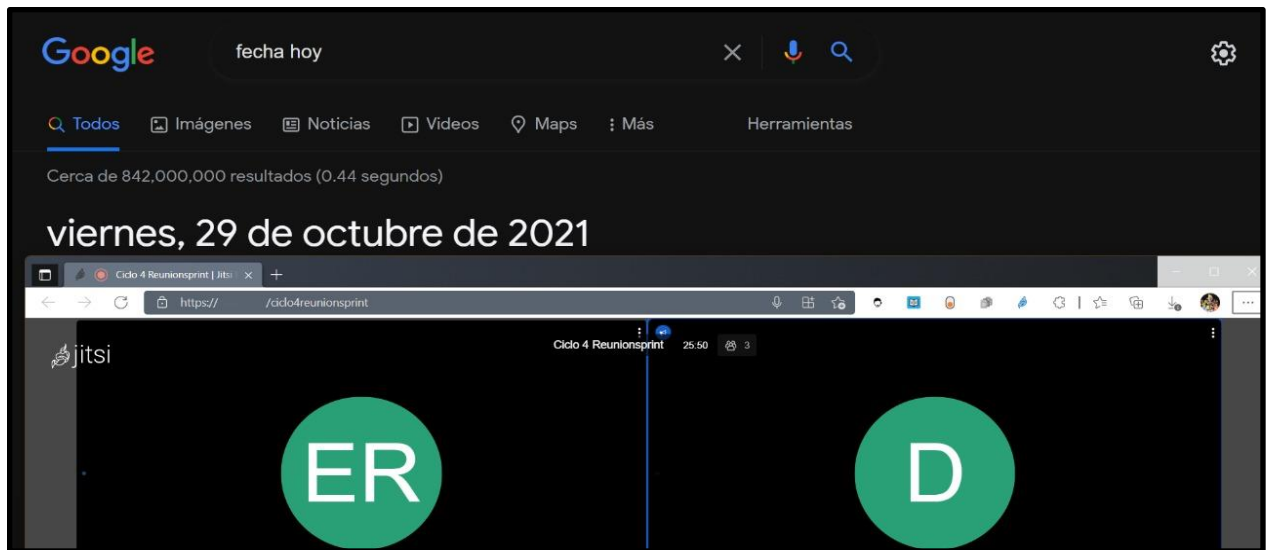 Google fecha hoy
Todos Imágenes Noticias Videos Maps Más Herramientas
Cerca de 842,000,000 resultados (0.44 segundos)
viernes, 29 de octubre de 2021
Ciclo 4 Reunionsprint | Jitsi
https:// /ciclo4reunionsprint
jitsi
Ciclo 4 Reunionsprint 25:50 3
ER
D